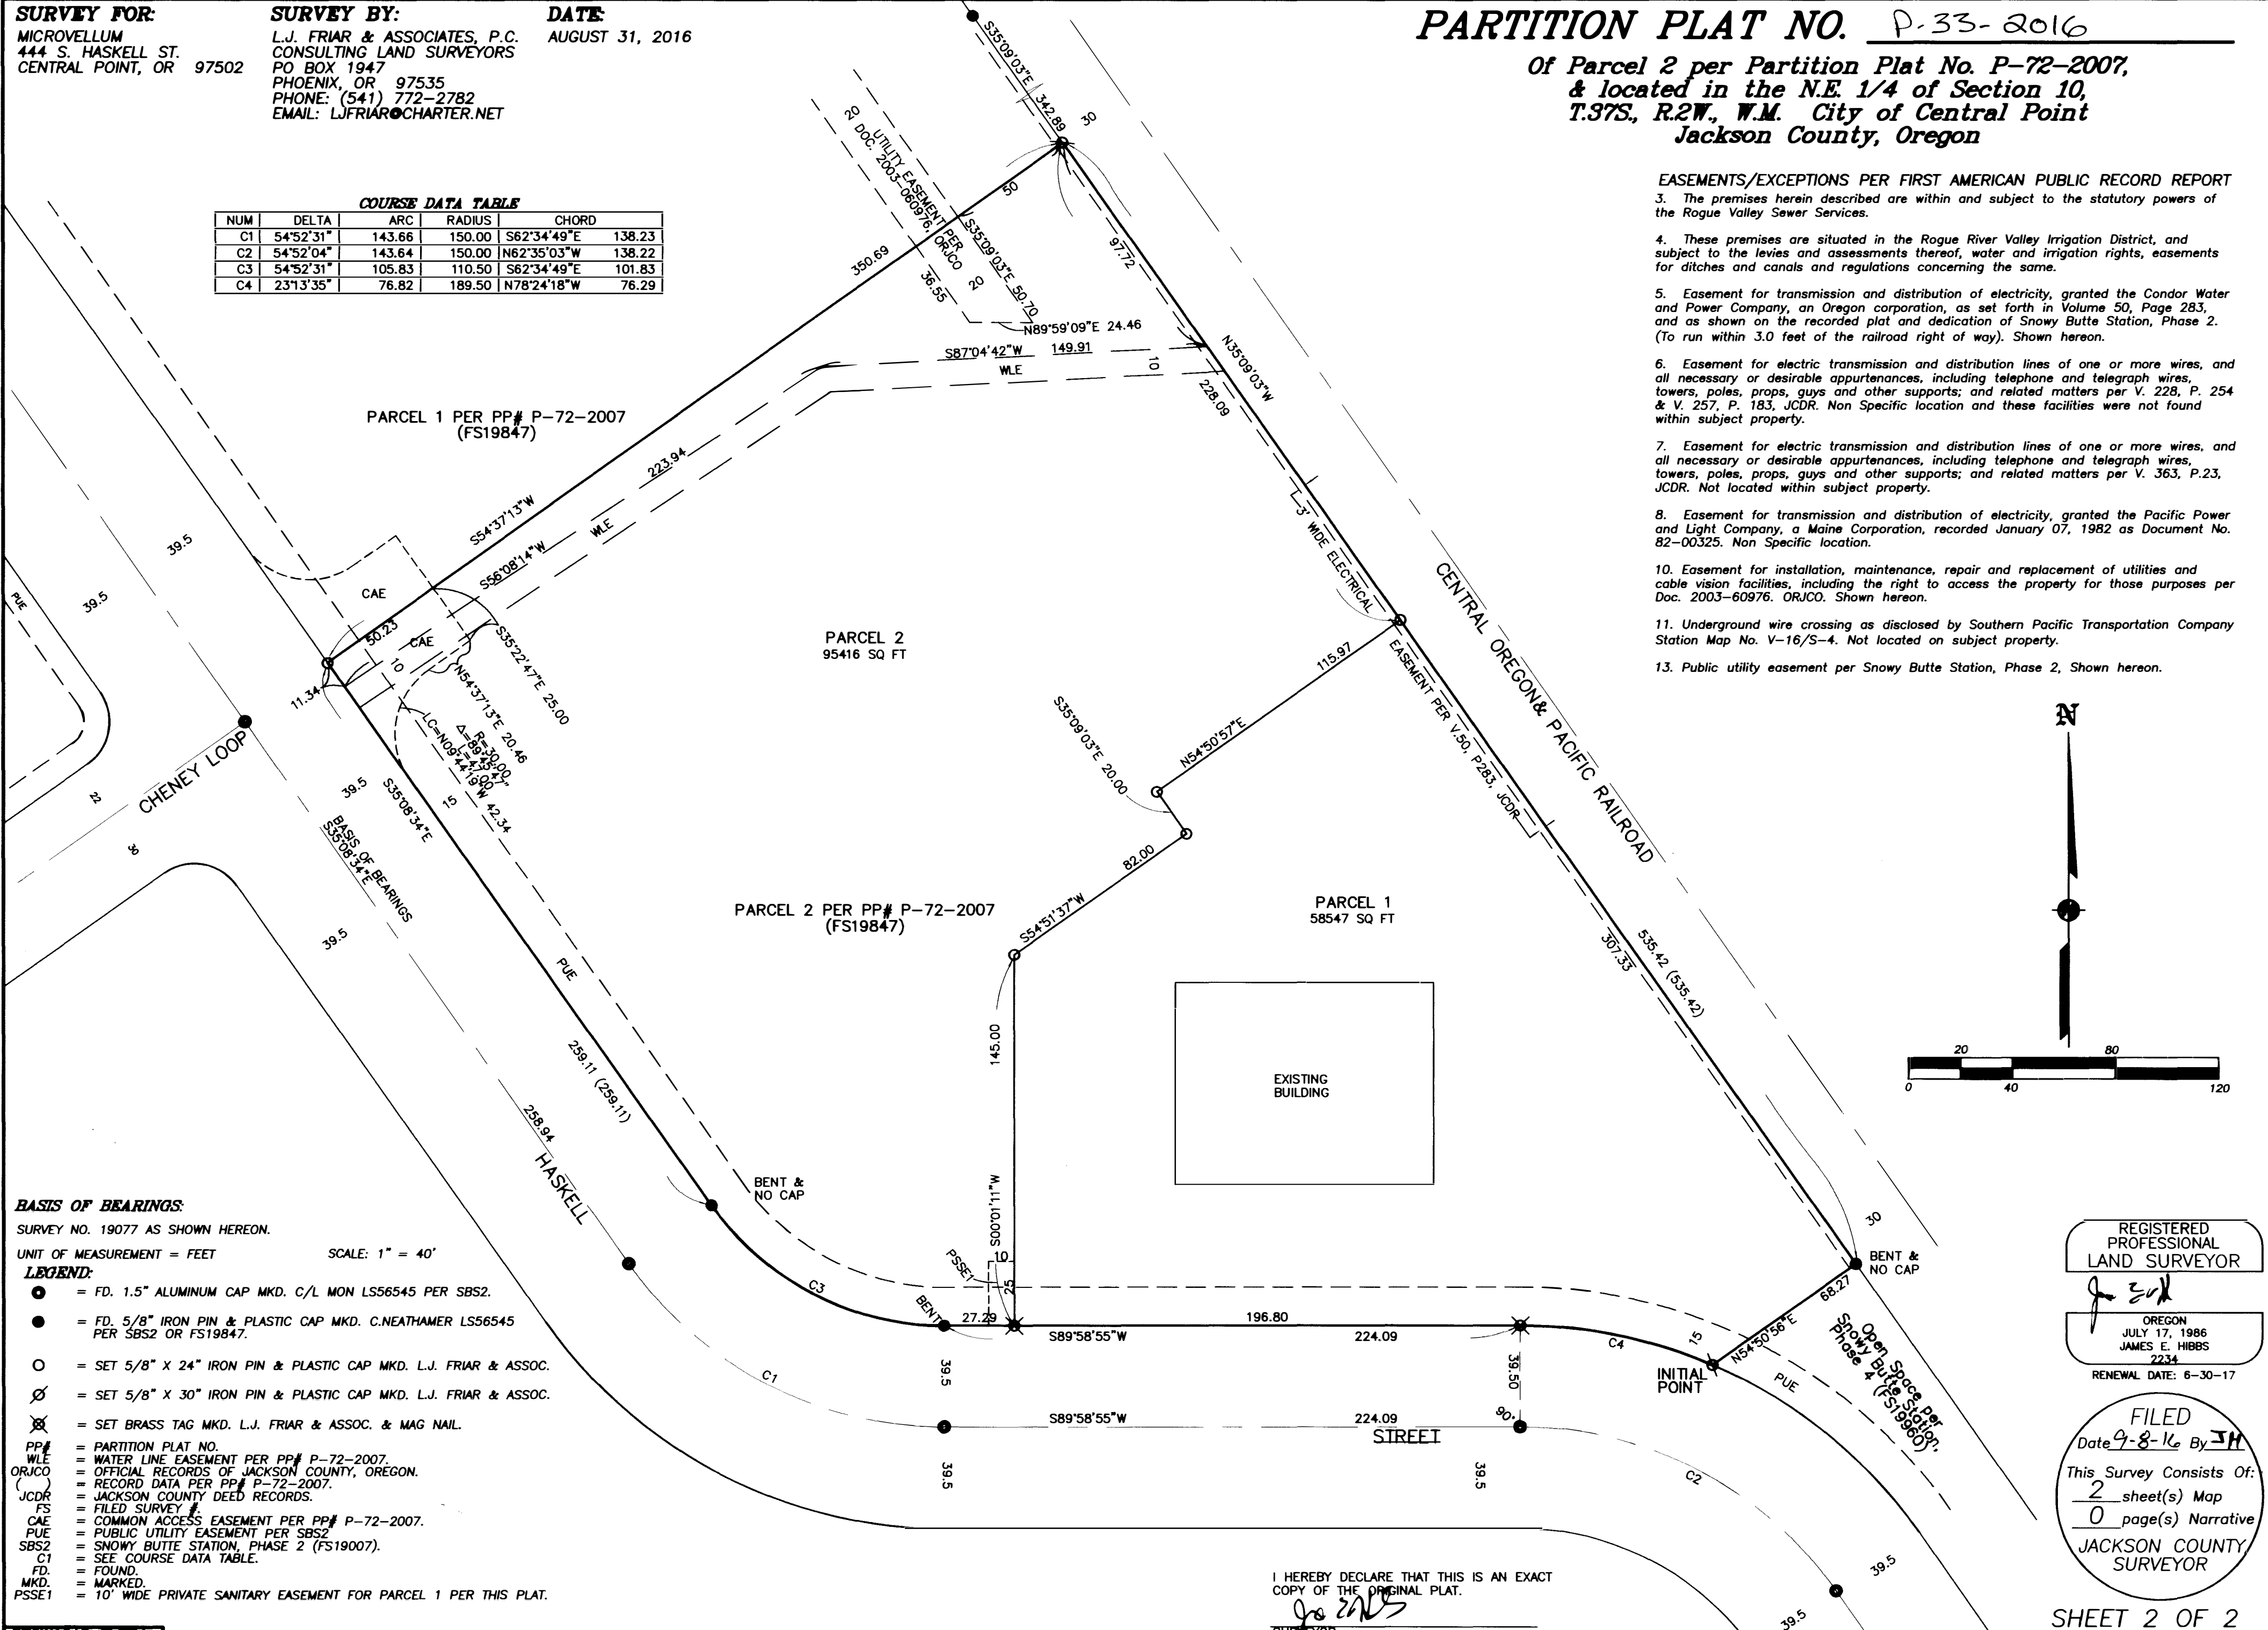 SURVEY FOR:
MICROVELLUM
444 S. HASKELL ST.
CENTRAL POINT, OR 97502
SURVEY BY:
L.J. FRIAR & ASSOCIATES, P.C.
CONSULTING LAND SURVEYORS
PO BOX 1947
PHOENIX, OR 97535
PHONE: (541) 772-2782
EMAIL: LJFRIAR@CHARTER.NET
DATE:
AUGUST 31, 2016
PARTITION PLAT NO. P-33-2016
Of Parcel 2 per Partition Plat No. P-72-2007,
& located in the N.E. 1/4 of Section 10,
T.37S., R.2W., W.M. City of Central Point
Jackson County, Oregon
COURSE DATA TABLE
NUM DELTA ARC RADIUS CHORD
C1 54°52'31" 143.66 150.00 S62°34'49"E 138.23
C2 54°52'04" 143.64 150.00 N62°35'03"W 138.22
C3 54°52'31" 105.83 110.50 S62°34'49"E 101.83
C4 23°13'35" 76.82 189.50 N78°24'18"W 76.29
EASEMENTS/EXCEPTIONS PER FIRST AMERICAN PUBLIC RECORD REPORT
3. The premises herein described are within and subject to the statutory powers of
the Rogue Valley Sewer Services.
4. These premises are situated in the Rogue River Valley Irrigation District, and
subject to the levies and assessments thereof, water and irrigation rights, easements
for ditches and canals and regulations concerning the same.
5. Easement for transmission and distribution of electricity, granted the Condor Water
and Power Company, an Oregon corporation, as set forth in Volume 50, Page 283,
and as shown on the recorded plat and dedication of Snowy Butte Station, Phase 2.
(To run within 3.0 feet of the railroad right of way). Shown hereon.
6. Easement for electric transmission and distribution lines of one or more wires, and
all necessary or desirable appurtenances, including telephone and telegraph wires,
towers, poles, props, guys and other supports; and related matters per V. 228, P. 254
& V. 257, P. 183, JCDR. Non Specific location and these facilities were not found
within subject property.
7. Easement for electric transmission and distribution lines of one or more wires, and
all necessary or desirable appurtenances, including telephone and telegraph wires,
towers, poles, props, guys and other supports; and related matters per V. 363, P.23,
JCDR. Not located within subject property.
8. Easement for transmission and distribution of electricity, granted the Pacific Power
and Light Company, a Maine Corporation, recorded January 07, 1982 as Document No.
82-00325. Non Specific location.
10. Easement for installation, maintenance, repair and replacement of utilities and
cable vision facilities, including the right to access the property for those purposes per
Doc. 2003-60976. ORJCO. Shown hereon.
11. Underground wire crossing as disclosed by Southern Pacific Transportation Company
Station Map No. V-16/S-4. Not located on subject property.
13. Public utility easement per Snowy Butte Station, Phase 2, Shown hereon.
S35°09'03"E
342.89
30
20
UTILITY EASEMENT PER
DOC. 2003-060976, ORJCO
20
50
350.69
36.55
S35°09'03"E 50.70
97.72
N89°59'09"E 24.46
S87°04'42"W 149.91
WLE
10
N35°09'03"W
228.09
PARCEL 1 PER PP# P-72-2007
(FS19847)
223.94
S54°37'13"W
S56°08'14"W
WLE
3' WIDE ELECTRICAL
EASEMENT PER V.50, P283, JCDR
CENTRAL OREGON & PACIFIC RAILROAD
39.5
39.5
PUE
CAE
CAE
50.23
10
11.34
S35°22'47"E 25.00
N54°37'13"E 20.46
R=30.00
Δ=89°45'47"
L=47.00
LC=N09°44'19"W 42.34
PARCEL 2
95416 SQ FT
115.97
N54°50'57"E
S35°09'03"E 20.00
82.00
S54°51'37"W
CHENEY LOOP
22
30
39.5
S35°08'34"E
15
BASIS OF BEARINGS
S35°08'34"E
39.5
PARCEL 2 PER PP# P-72-2007
(FS19847)
PARCEL 1
58547 SQ FT
PUE
145.00
S00°01'11"W
307.33
535.42 (535.42)
EXISTING
BUILDING
259.11 (259.11)
258.94
HASKELL
BENT &
NO CAP
PSSE1
10
25
C3
BENT
27.29
S89°58'55"W
196.80
224.09
C4
INITIAL
POINT
15
N54°50'56"E
68.27
30
BENT &
NO CAP
Open Space per
Snowy Butte Station,
Phase 4 (FS19960)
PUE
C1
39.5
39.50
90°
S89°58'55"W
224.09
STREET
39.5
39.5
C2
39.5
39.5
N
20
80
0
40
120
BASIS OF BEARINGS:
SURVEY NO. 19077 AS SHOWN HEREON.
UNIT OF MEASUREMENT = FEET SCALE: 1" = 40'
LEGEND:
= FD. 1.5" ALUMINUM CAP MKD. C/L MON LS56545 PER SBS2.
= FD. 5/8" IRON PIN & PLASTIC CAP MKD. C.NEATHAMER LS56545
PER SBS2 OR FS19847.
= SET 5/8" X 24" IRON PIN & PLASTIC CAP MKD. L.J. FRIAR & ASSOC.
= SET 5/8" X 30" IRON PIN & PLASTIC CAP MKD. L.J. FRIAR & ASSOC.
= SET BRASS TAG MKD. L.J. FRIAR & ASSOC. & MAG NAIL.
PP# = PARTITION PLAT NO.
WLE = WATER LINE EASEMENT PER PP# P-72-2007.
ORJCO = OFFICIAL RECORDS OF JACKSON COUNTY, OREGON.
( ) = RECORD DATA PER PP# P-72-2007.
JCDR = JACKSON COUNTY DEED RECORDS.
FS = FILED SURVEY #.
CAE = COMMON ACCESS EASEMENT PER PP# P-72-2007.
PUE = PUBLIC UTILITY EASEMENT PER SBS2
SBS2 = SNOWY BUTTE STATION, PHASE 2 (FS19007).
C1 = SEE COURSE DATA TABLE.
FD. = FOUND.
MKD. = MARKED.
PSSE1 = 10' WIDE PRIVATE SANITARY EASEMENT FOR PARCEL 1 PER THIS PLAT.
I HEREBY DECLARE THAT THIS IS AN EXACT
COPY OF THE ORIGINAL PLAT.
REGISTERED
PROFESSIONAL
LAND SURVEYOR
OREGON
JULY 17, 1986
JAMES E. HIBBS
2234
RENEWAL DATE: 6-30-17
FILED
Date 9-8-16 By JH
This Survey Consists Of:
2 sheet(s) Map
0 page(s) Narrative
JACKSON COUNTY
SURVEYOR
SHEET 2 OF 2